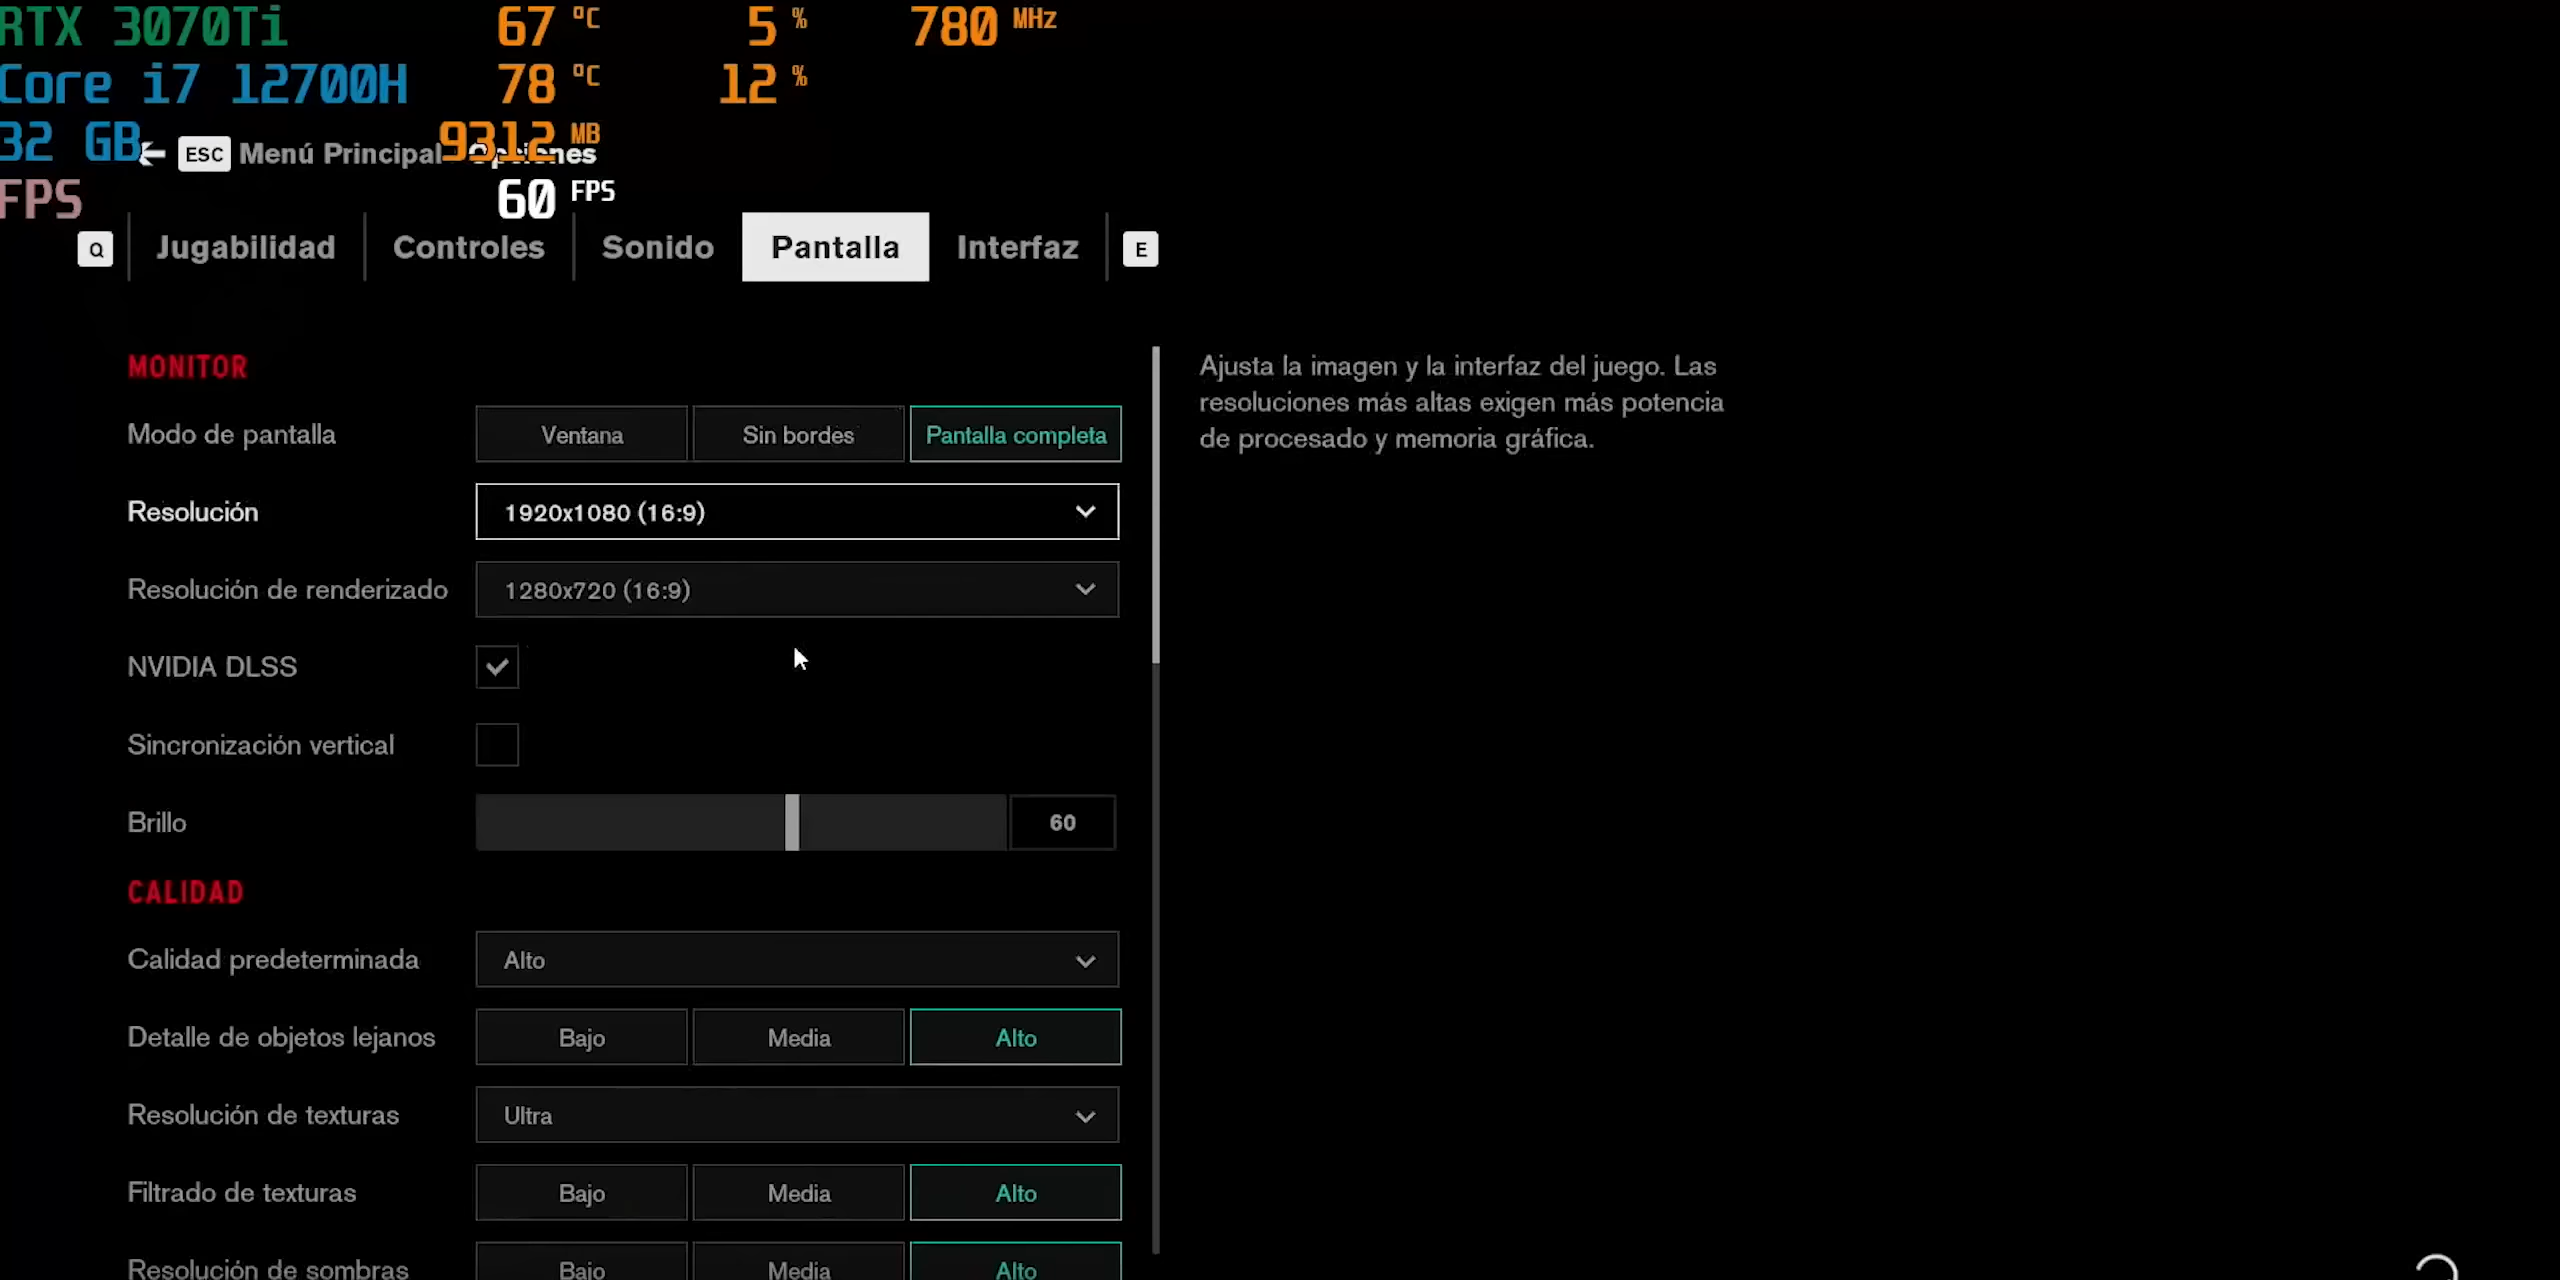 RTX 3070Ti 67 °C 5 % 780 MHz
Core i7 12700H 78 °C 12 %
32 GB 9312 MB
ESC Menú Principal Opciones
FPS 60 FPS
Q Jugabilidad Controles Sonido Pantalla Interfaz E
MONITOR
Modo de pantalla Ventana Sin bordes Pantalla completa
Resolución 1920x1080 (16:9)
Resolución de renderizado 1280x720 (16:9)
NVIDIA DLSS
Sincronización vertical
Brillo 60
CALIDAD
Calidad predeterminada Alto
Detalle de objetos lejanos Bajo Media Alto
Resolución de texturas Ultra
Filtrado de texturas Bajo Media Alto
Resolución de sombras Bajo Media Alto
Ajusta la imagen y la interfaz del juego. Las
resoluciones más altas exigen más potencia
de procesado y memoria gráfica.